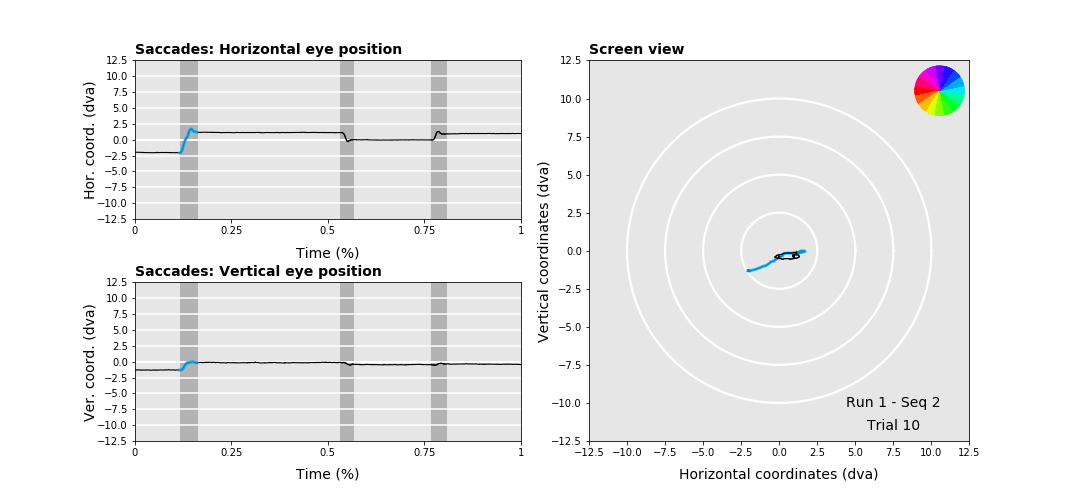 Saccades: Horizontal eye position
12.5
10.0
7.5
5.0
2.5
0.0
−2.5
−5.0
−7.5
−10.0
−12.5
Hor. coord. (dva)
0 0.25 0.5 0.75 1
Time (%)
Saccades: Vertical eye position
12.5
10.0
7.5
5.0
2.5
0.0
−2.5
−5.0
−7.5
−10.0
−12.5
Ver. coord. (dva)
0 0.25 0.5 0.75 1
Time (%)
Screen view
12.5
10.0
7.5
5.0
2.5
0.0
−2.5
−5.0
−7.5
−10.0
−12.5
Vertical coordinates (dva)
Run 1 - Seq 2
Trial 10
−12.5 −10.0 −7.5 −5.0 −2.5 0.0 2.5 5.0 7.5 10.0 12.5
Horizontal coordinates (dva)